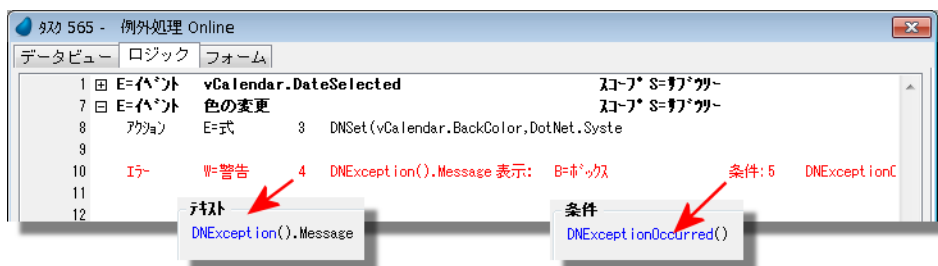 ﾀｽｸ 565 - 例外処理 Online
データビュー ロジック フォーム
1 E=ｲﾍﾞﾝﾄ vCalendar.DateSelected ｽｺｰﾌﾟ S=ｻﾌﾞﾂﾘｰ
7 E=ｲﾍﾞﾝﾄ 色の変更 ｽｺｰﾌﾟ S=ｻﾌﾞﾂﾘｰ
8 ｱｸｼｮﾝ E=式 3 DNSet(vCalendar.BackColor,DotNet.Syste
9
10 ｴﾗｰ W=警告 4 DNException().Message 表示: B=ﾎﾞｯｸｽ 条件: 5 DNExceptionO
11
12
ﾃｷｽﾄ 条件
DNException().Message DNExceptionOccurred()